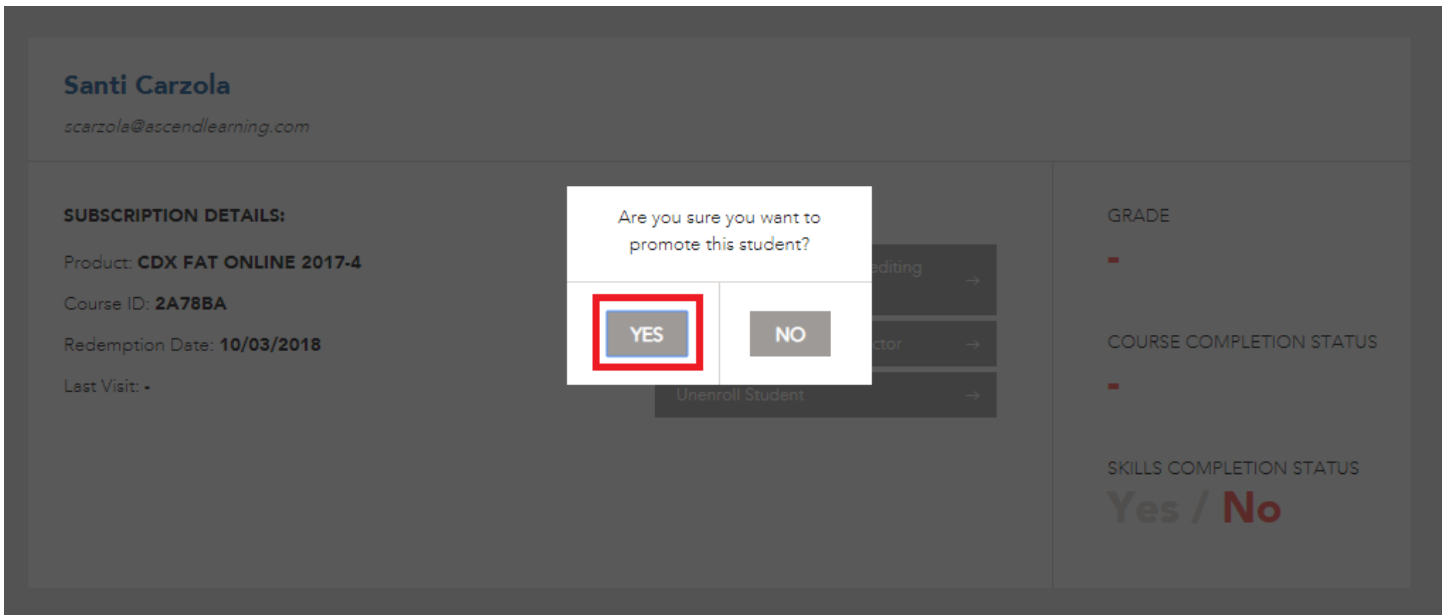 Santi Carzola
scarzola@ascendlearning.com
SUBSCRIPTION DETAILS:
Product: CDX FAT ONLINE 2017-4
Course ID: 2A78BA
Redemption Date: 10/03/2018
Last Visit: -
Are you sure you want to
promote this student?
YES NO
editing →
ctor →
Unenroll Student →
GRADE
-
COURSE COMPLETION STATUS
-
SKILLS COMPLETION STATUS
Yes / No